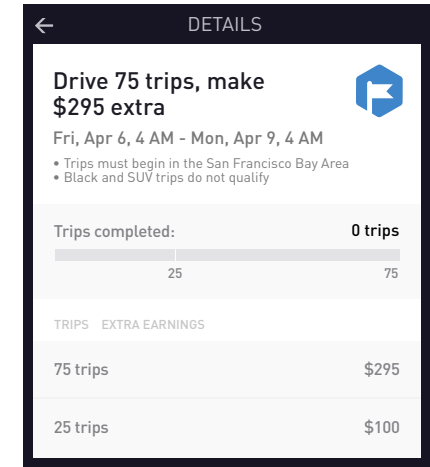 DETAILS
Drive 75 trips, make
$295 extra
Fri, Apr 6, 4 AM - Mon, Apr 9, 4 AM
• Trips must begin in the San Francisco Bay Area
• Black and SUV trips do not qualify
Trips completed: 0 trips
25 75
TRIPS EXTRA EARNINGS
75 trips $295
25 trips $100